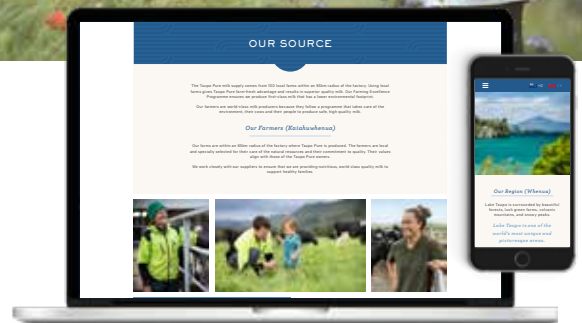 OUR SOURCE
The Taupo Pure milk supply comes from 100 local farms within an 85km radius of the factory. Using local
farms gives Taupo Pure farm-fresh advantage and results in superior quality milk. Our Farming Excellence
Programme ensures we produce first-class milk that has a lower environmental footprint.
Our farmers are world-class milk producers because they follow a programme that takes care of the
environment, their cows and their people to produce safe, high quality milk.
Our Farmers (Kaiahuwhenua)
Our farms are within an 85km radius of the factory where Taupo Pure is produced. The farmers are local
and specially selected for their care of the natural resources and their commitment to quality. Their values
align with those of the Taupo Pure owners.
We work closely with our suppliers to ensure that we are providing nutritious, world class quality milk to
support healthy families.
Our Region (Whenua)
Lake Taupo is surrounded by beautiful
forests, lush green farms, volcanic
mountains, and snowy peaks.
Lake Taupo is one of the
world's most unique and
picturesque areas.